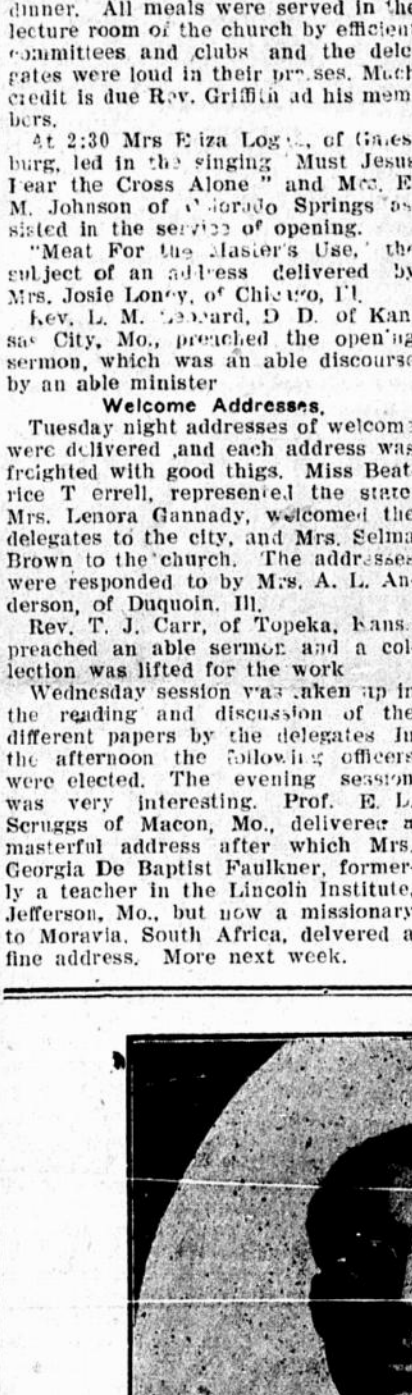 dinner. All meals were served in the
lecture room of the church by efficient
committees and clubs and the dele
gates were loud in their Much
credit is due Rev. Griffith ad his mem
bers.
At 2:30 Mrs of
burg, led in the singing Must Jesus
Bear the Cross Alone " and Mrs. E.
M. Johnson of Springs as
sisted in the service of opening.
"Meat For the Master's Use,' the
subject of an address delivered by
Mrs. Josie of Chicago, Ill.
Rev. L. M. D D. of Kan
sas City, Mo., preached the opening
sermon, which was an able discourse
by an able minister
Welcome Addresses,
Tuesday night addresses of welcome
were delivered ,and each address was
freighted with good thigs. Miss Beat
rice T errell, represented the state
Mrs. Lenora Gannady, welcomed the
delegates to the city, and Mrs. Selma
Brown to the church. The addresses
were responded to by Mrs. A. L. An
derson, of Duquoin. Ill.
Rev. T. J. Carr, of Topeka, Kans.
preached an able sermon and a col
lection was lifted for the work
Wednesday session was taken up in
the reading and discussion of the
different papers by the delegates In
the afternoon the following officers
were elected. The evening session
was very interesting. Prof. E. L.
Scruggs of Macon, Mo., delivered a
masterful address after which Mrs.
Georgia De Baptist Faulkner, former-
ly a teacher in the Lincoln Institute,
Jefferson, Mo., but now a missionary
to Moravia. South Africa, delvered a
fine address. More next week.